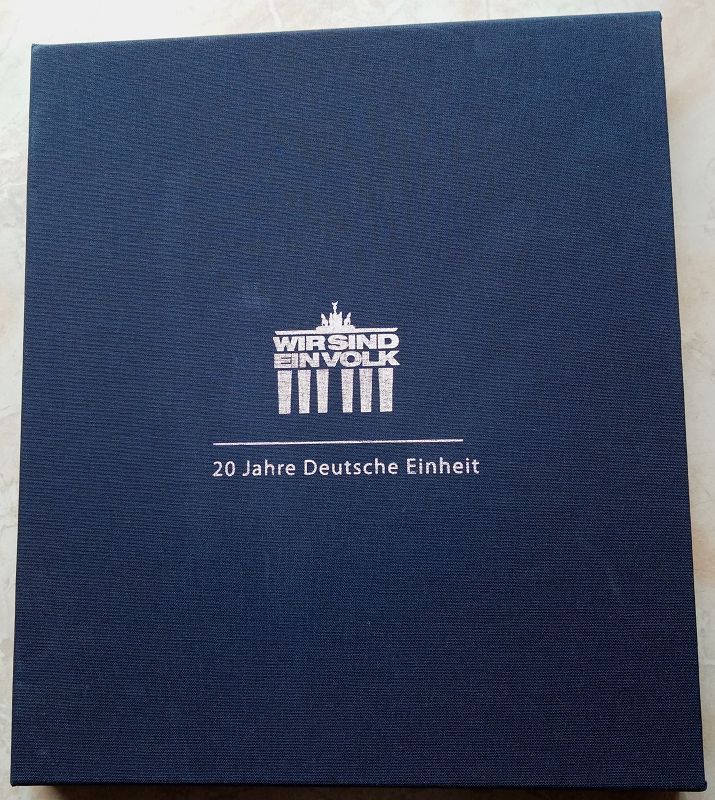 WIR SIND
EIN VOLK
20 Jahre Deutsche Einheit